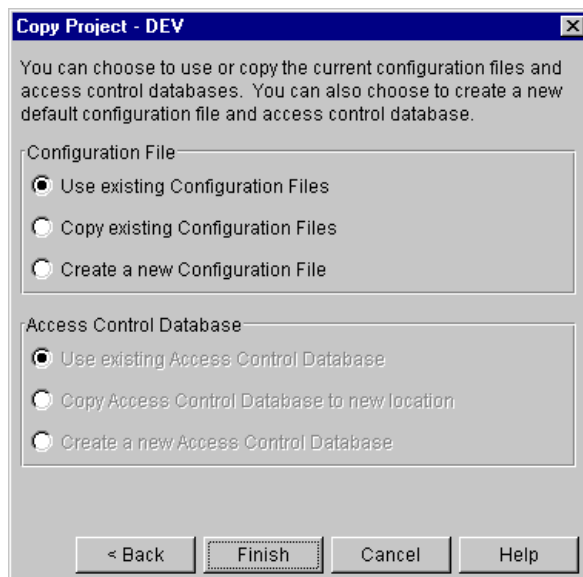 Copy Project - DEV
You can choose to use or copy the current configuration files and
access control databases. You can also choose to create a new
default configuration file and access control database.
Configuration File
Use existing Configuration Files
Copy existing Configuration Files
Create a new Configuration File
Access Control Database
Use existing Access Control Database
Copy Access Control Database to new location
Create a new Access Control Database
< Back Finish Cancel Help